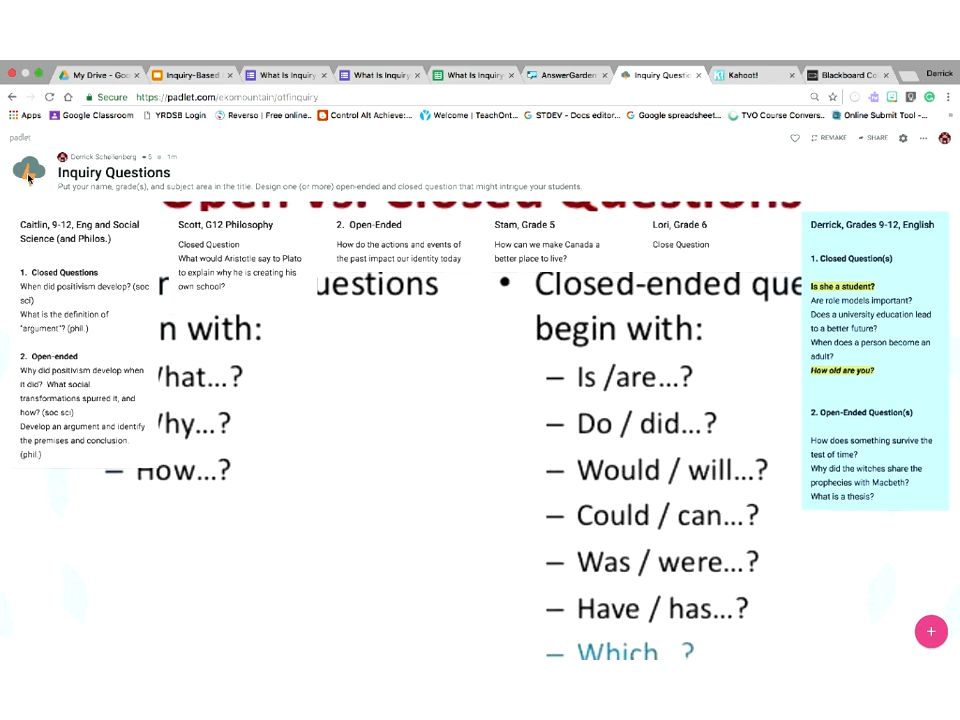 My Drive - Goo
Inquiry-Based
What Is Inquiry
What Is Inquiry
What Is Inquiry
AnswerGarden
Inquiry Questio
Kahoot!
Blackboard Co
Derrick
Secure https://padlet.com/ekomountain/otfinquiry
Apps Google Classroom YRDSB Login Reverso | Free online.. Control Alt Achieve:... Welcome | TeachOnt... STDEV - Docs editor... Google spreadsheet... TVO Course Convers.. Online Submit Tool -... »
padlet
REMAKE SHARE
Derrick Schellenberg 5 1m
Inquiry Questions
Put your name, grade(s), and subject area in the title. Design one (or more) open-ended and closed question that might intrigue your students.
Open vs. Closed Questions
Caitlin, 9-12, Eng and Social
Science (and Philos.)
1. Closed Questions
When did positivism develop? (soc
sci)
What is the definition of
"argument"? (phil.)
2. Open-ended
Why did positivism develop when
it did? What social
transformations spurred it, and
how? (soc sci)
Develop an argument and identify
the premises and conclusion.
(phil.)
Scott, G12 Philosophy
Closed Question
What would Aristotle say to Plato
to explain why he is creating his
own school?
2. Open-Ended
How do the actions and events of
the past impact our identity today
Stam, Grade 5
How can we make Canada a
better place to live?
Lori, Grade 6
Close Question
Derrick, Grades 9-12, English
1. Closed Question(s)
Is she a student?
Are role models important?
Does a university education lead
to a better future?
When does a person become an
adult?
How old are you?
2. Open-Ended Question(s)
How does something survive the
test of time?
Why did the witches share the
prophecies with Macbeth?
What is a thesis?
uestions
n with:
hat...?
hy...?
– How...?
• Closed-ended que
begin with:
– Is /are...?
– Do / did...?
– Would / will...?
– Could / can...?
– Was / were...?
– Have / has...?
– Which...?
+